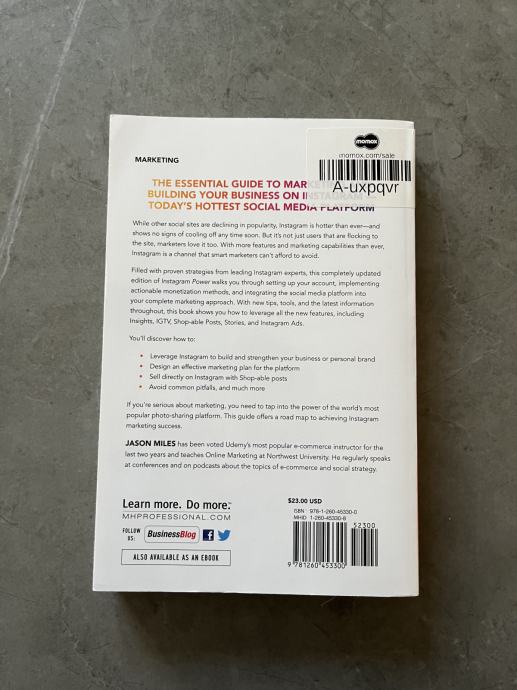 MARKETING
momox
momox.com/sale
A-uxpqvr
THE ESSENTIAL GUIDE TO MAR
BUILDING YOUR BUSINESS ON INSTAGRAM—
TODAY'S HOTTEST SOCIAL MEDIA PLATFORM
While other social sites are declining in popularity, Instagram is hotter than ever—and
shows no signs of cooling off any time soon. But it's not just users that are flocking to
the site, marketers love it too. With more features and marketing capabilities than ever,
Instagram is a channel that smart marketers can't afford to avoid.
Filled with proven strategies from leading Instagram experts, this completely updated
edition of Instagram Power walks you through setting up your account, implementing
actionable monetization methods, and integrating the social media platform into
your complete marketing approach. With new tips, tools, and the latest information
throughout, this book shows you how to leverage all the new features, including
Insights, IGTV, Shop-able Posts, Stories, and Instagram Ads.
You'll discover how to:
• Leverage Instagram to build and strengthen your business or personal brand
• Design an effective marketing plan for the platform
• Sell directly on Instagram with Shop-able posts
• Avoid common pitfalls, and much more
If you're serious about marketing, you need to tap into the power of the world's most
popular photo-sharing platform. This guide offers a road map to achieving Instagram
marketing success.
JASON MILES has been voted Udemy's most popular e-commerce instructor for the
last two years and teaches Online Marketing at Northwest University. He regularly speaks
at conferences and on podcasts about the topics of e-commerce and social strategy.
Learn more. Do more.™
MHPROFESSIONAL.COM
FOLLOW
US:
BusinessBlog
f
ALSO AVAILABLE AS AN EBOOK
$23.00 USD
ISBN 978-1-260-45330-0
MHID 1-260-45330-8
52300
9 781260 453300